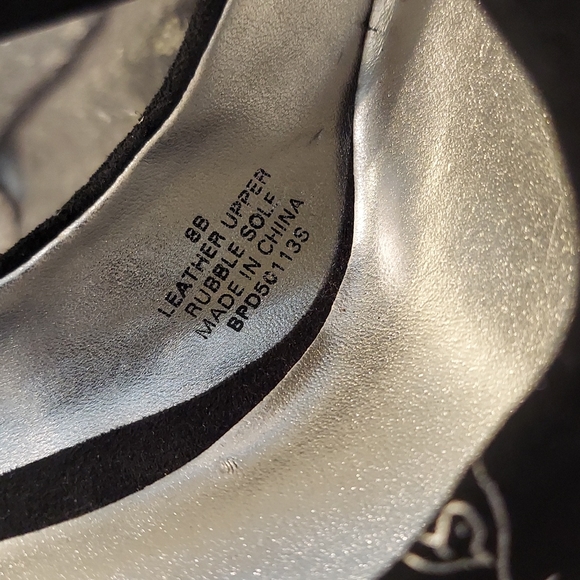 8B
LEATHER UPPER
RUBBLE SOLE
MADE IN CHINA
BPD50113S